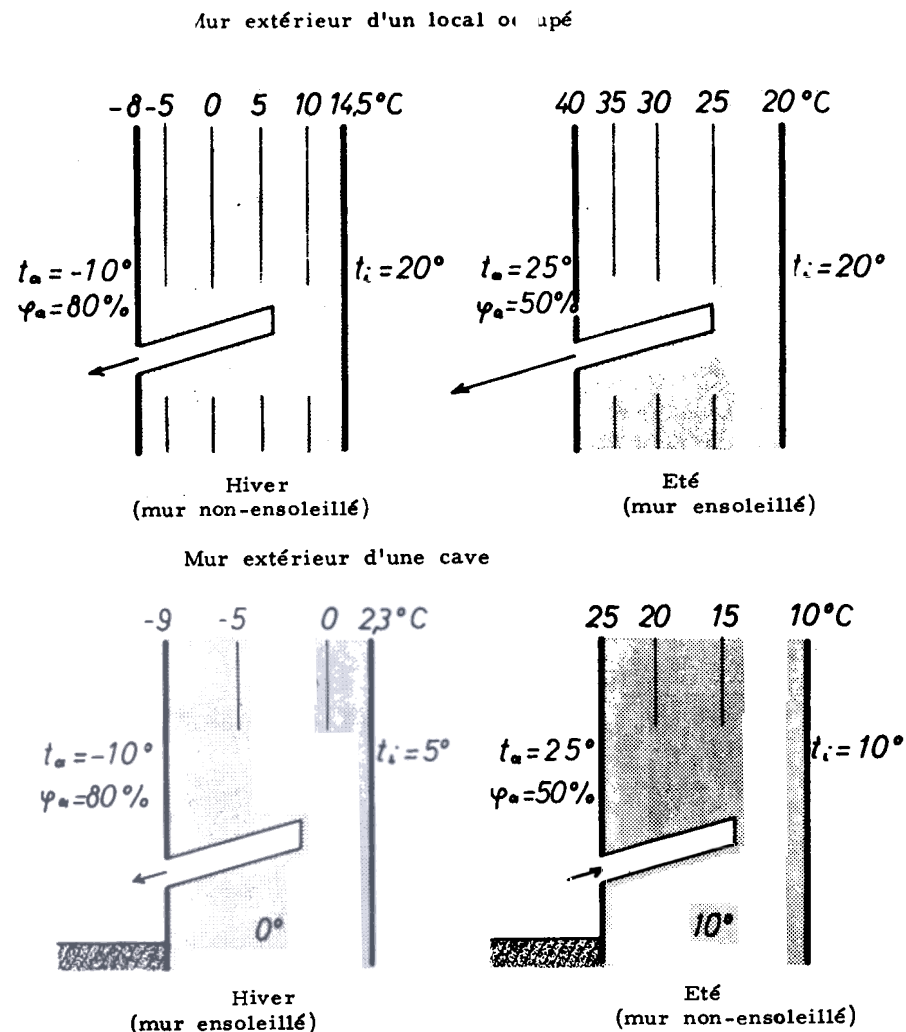 Mur extérieur d'un local
-8 -5 0 5 10 14,5°C
40 35 30 25 20°C
tₐ=-10°
φₐ=80%
tᵢ=20°
tₐ=25°
φₐ=50%
tᵢ=20°
Hiver
(mur non-ensoleillé)
Eté
(mur ensoleillé)
Mur extérieur d'une cave
-9 -5 0 2,3°C
25 20 15 10°C
tₐ=-10°
φₐ=80%
tᵢ=5°
tₐ=25°
φₐ=50%
tᵢ=10°
0°
10°
Hiver
(mur ensoleillé)
Eté
(mur non-ensoleillé)